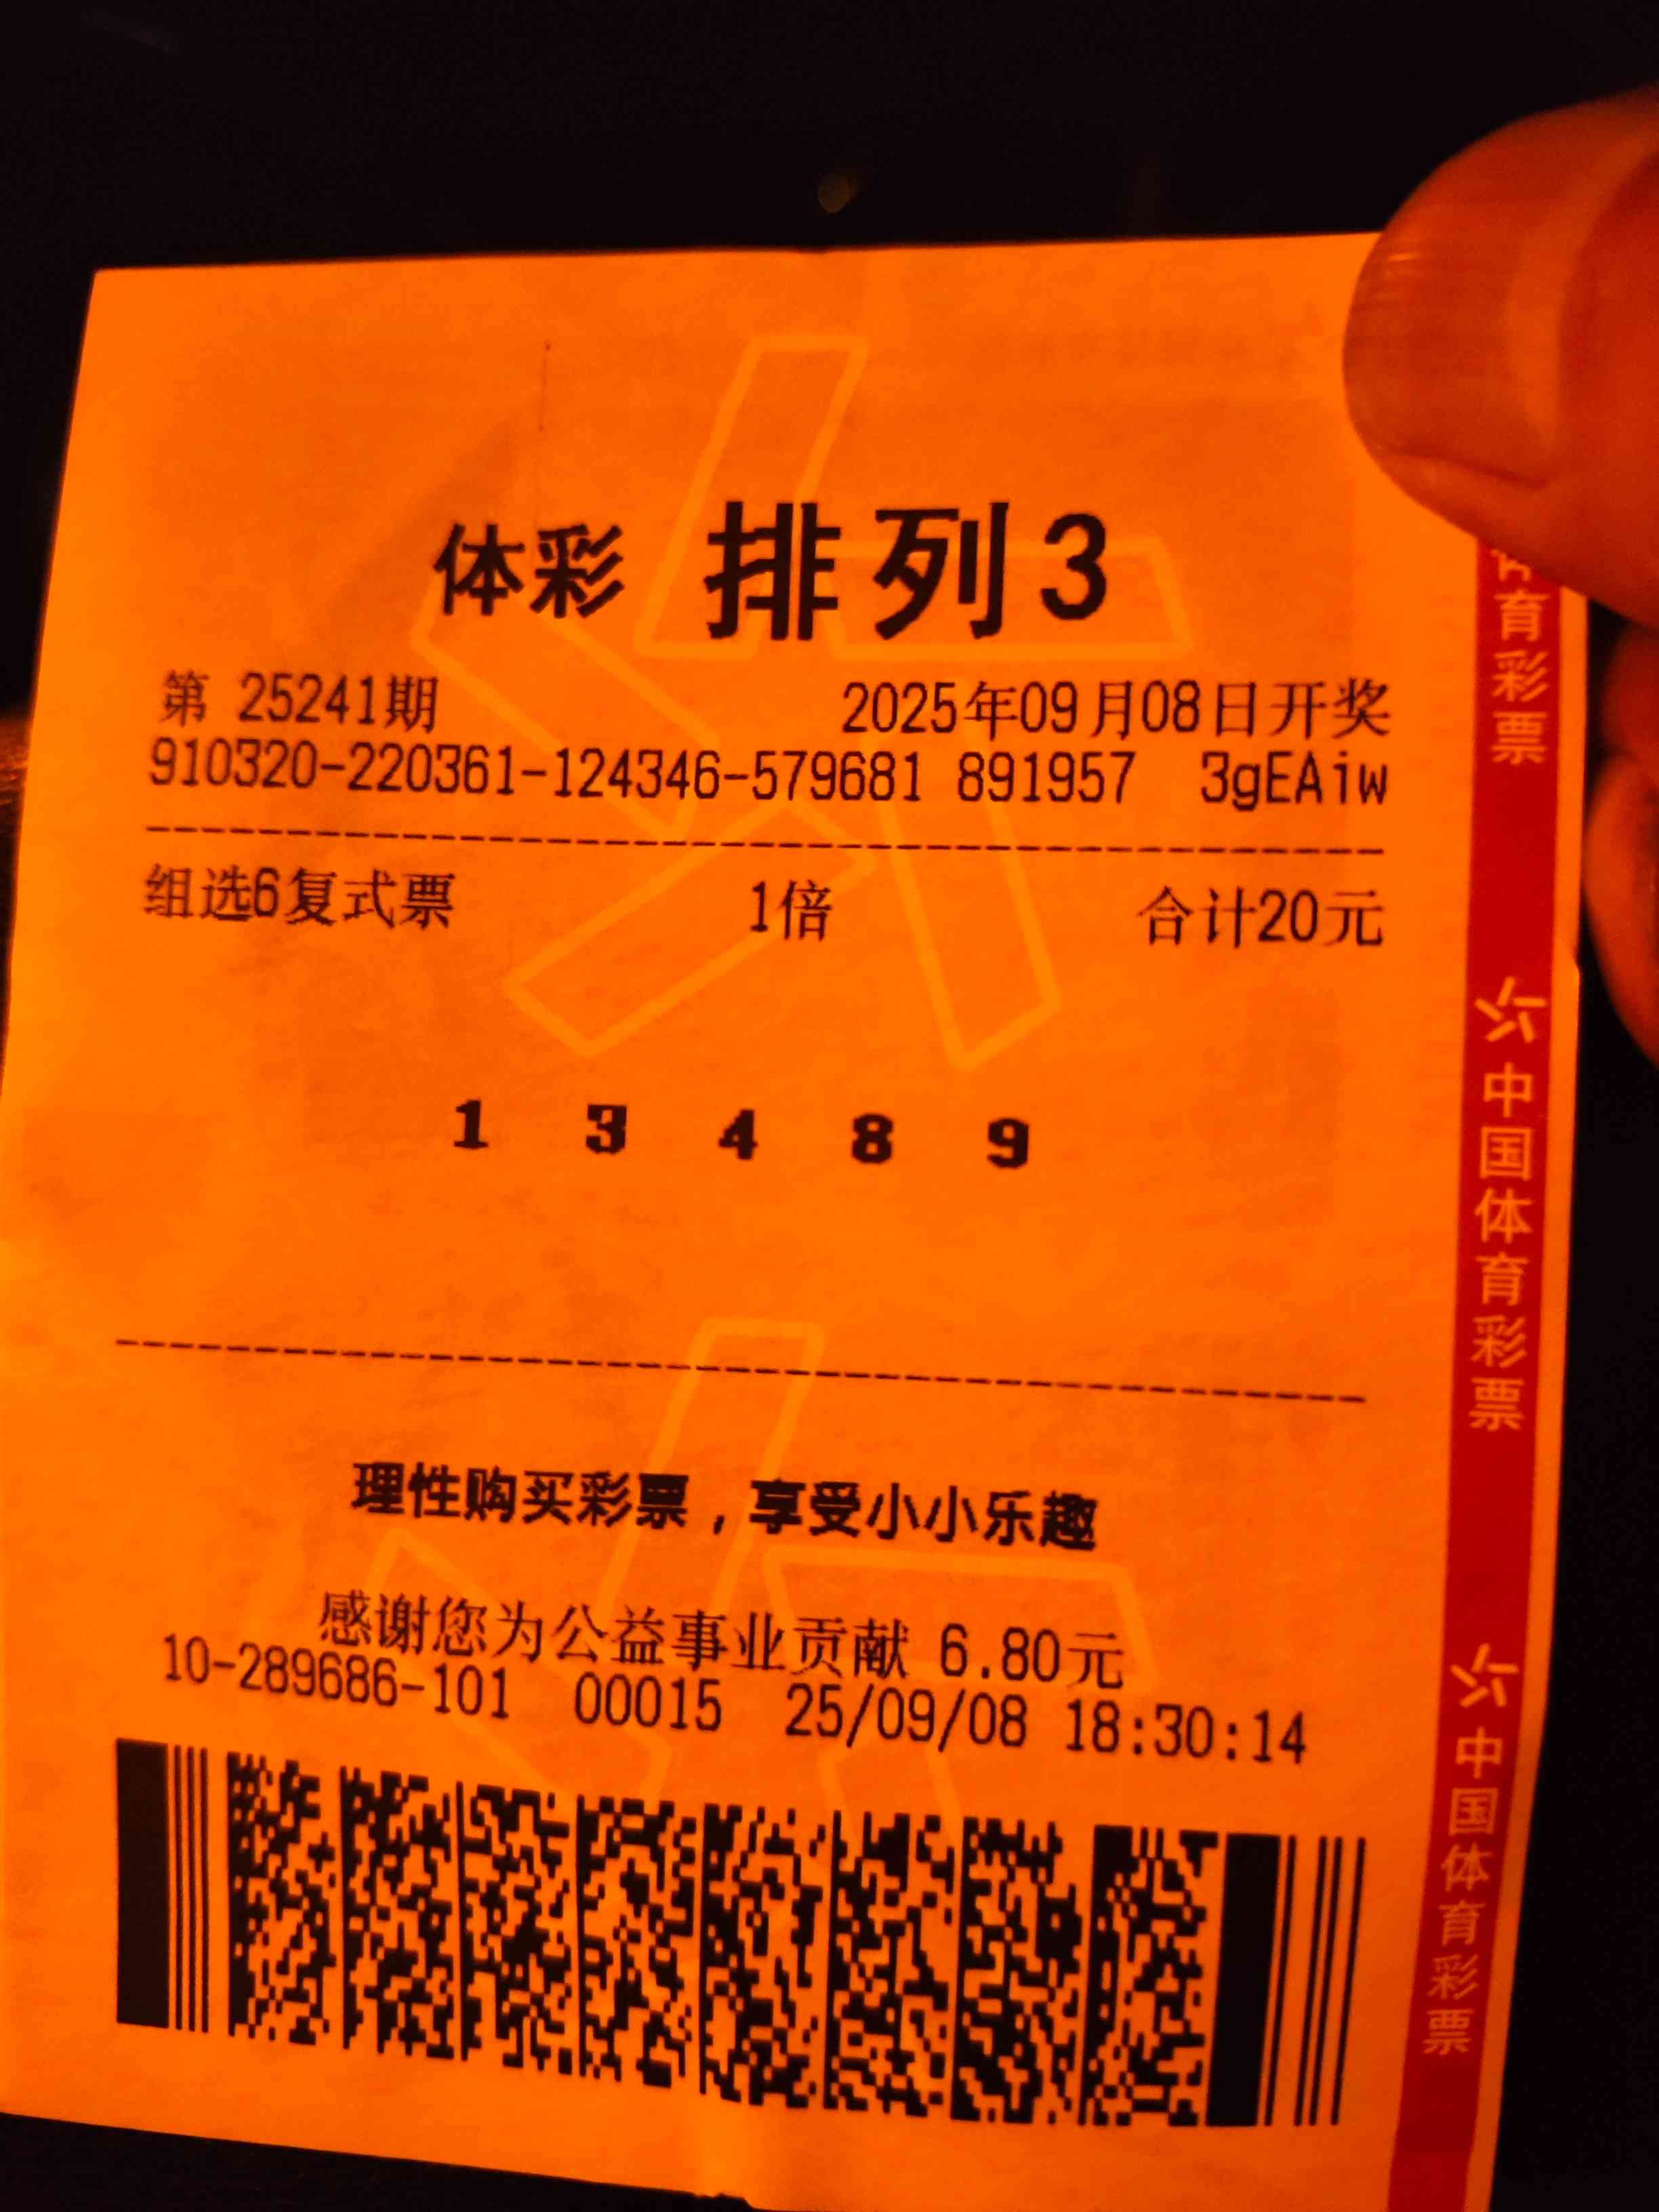 体彩 排列3
第 25241期 2025年09月08日开奖
910320-220361-124346-579681 891957 3gEAiw
组选6复式票 1倍 合计20元
1 3 4 8 9
理性购买彩票，享受小小乐趣
感谢您为公益事业贡献 6.80元
10-289686-101 00015 25/09/08 18:30:14
体育彩票
中国体育彩票
中国体育彩票